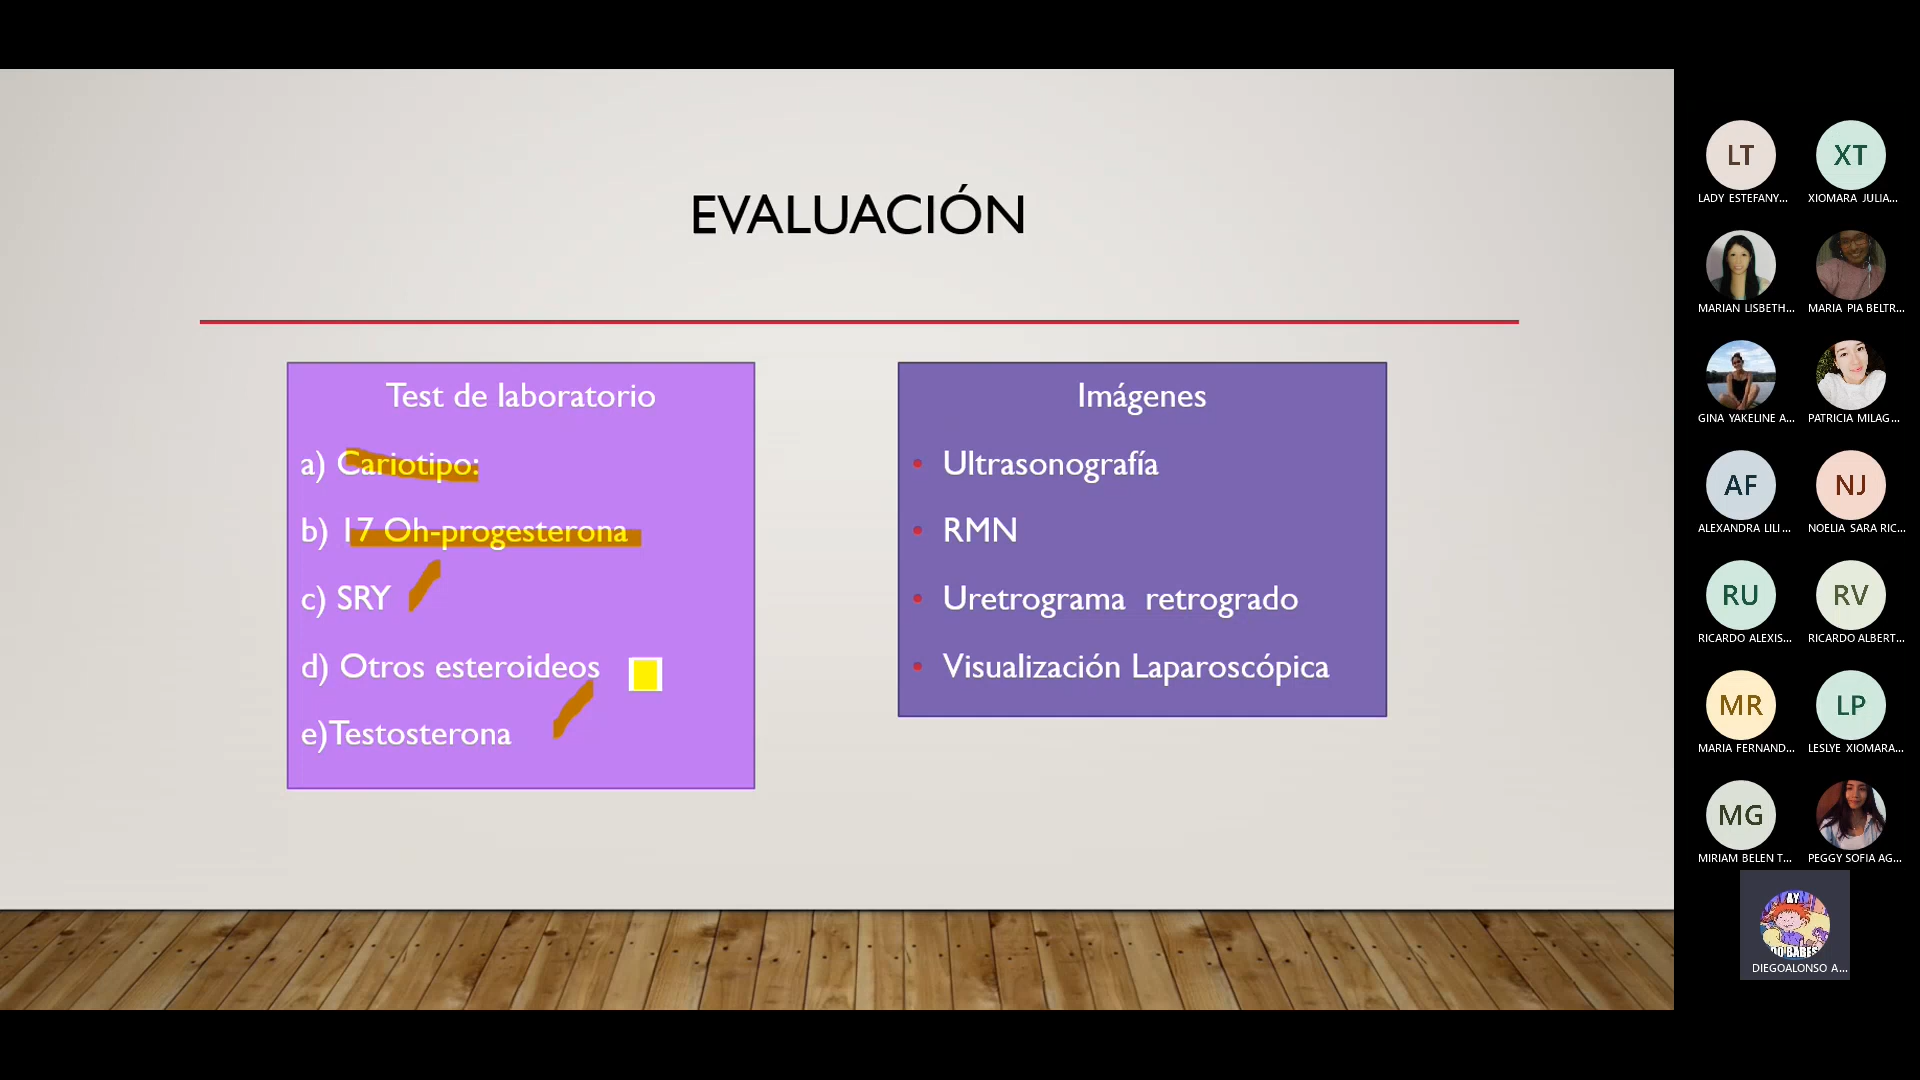 EVALUACIÓN
Test de laboratorio
a) Cariotipo:
b) 17 Oh-progesterona
c) SRY
d) Otros esteroideos
e)Testosterona
Imágenes
• Ultrasonografía
• RMN
• Uretrograma retrogrado
• Visualización Laparoscópica
LT
LADY ESTEFANY...
XT
XIOMARA JULIA...
MARIAN LISBETH...
MARIA PIA BELTR...
GINA YAKELINE A...
PATRICIA MILAG...
AF
ALEXANDRA LILI...
NJ
NOELIA SARA RIC...
RU
RICARDO ALEXIS...
RV
RICARDO ALBERT...
MR
MARIA FERNAND...
LP
LESLYE XIOMARA...
MG
MIRIAM BELEN T...
PEGGY SOFIA AG...
AY
DIEGOALONSO A...